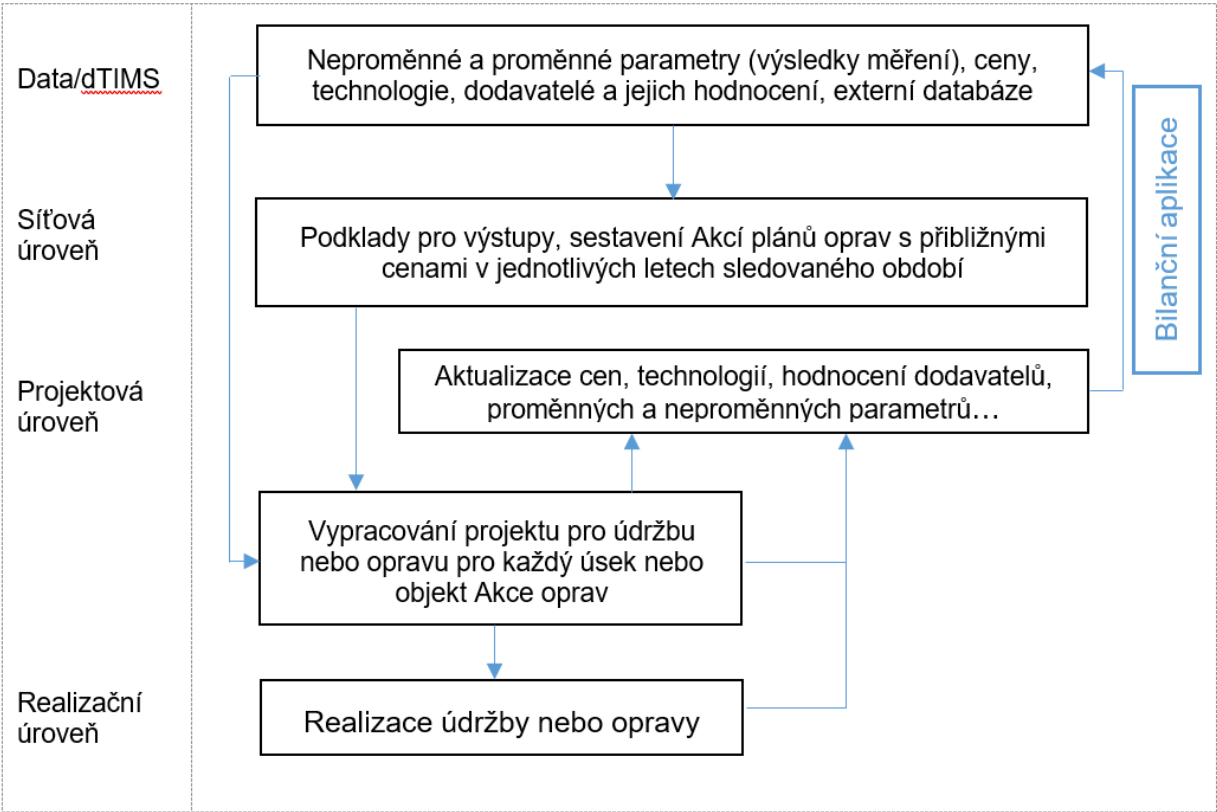 Data/dTIMS
Neproměnné a proměnné parametry (výsledky měření), ceny,
technologie, dodavatelé a jejich hodnocení, externí databáze
Bilanční aplikace
Síťová
úroveň
Podklady pro výstupy, sestavení Akcí plánů oprav s přibližnými
cenami v jednotlivých letech sledovaného období
Projektová
úroveň
Aktualizace cen, technologií, hodnocení dodavatelů,
proměnných a neproměnných parametrů…
Vypracování projektu pro údržbu
nebo opravu pro každý úsek nebo
objekt Akce oprav
Realizační
úroveň
Realizace údržby nebo opravy